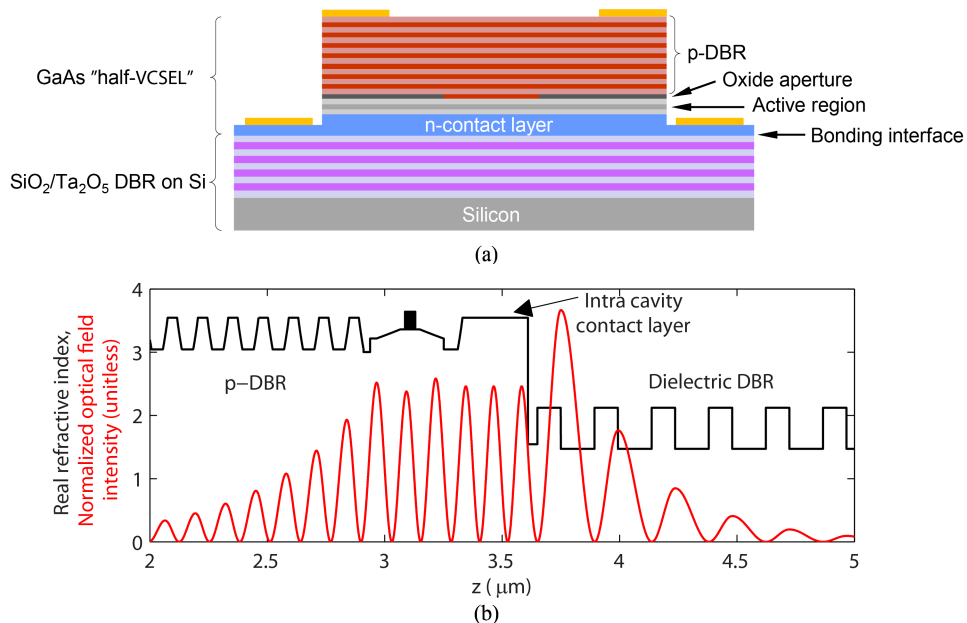 GaAs "half-VCSEL"
p-DBR
Oxide aperture
Active region
n-contact layer
Bonding interface
SiO₂/Ta₂O₅ DBR on Si
Silicon
(a)
Real refractive index,
Normalized optical field
intensity (unitless)
4
3
2
1
0
Intra cavity
contact layer
p−DBR
Dielectric DBR
2
2.5
3
3.5
4
4.5
5
z ( μm)
(b)